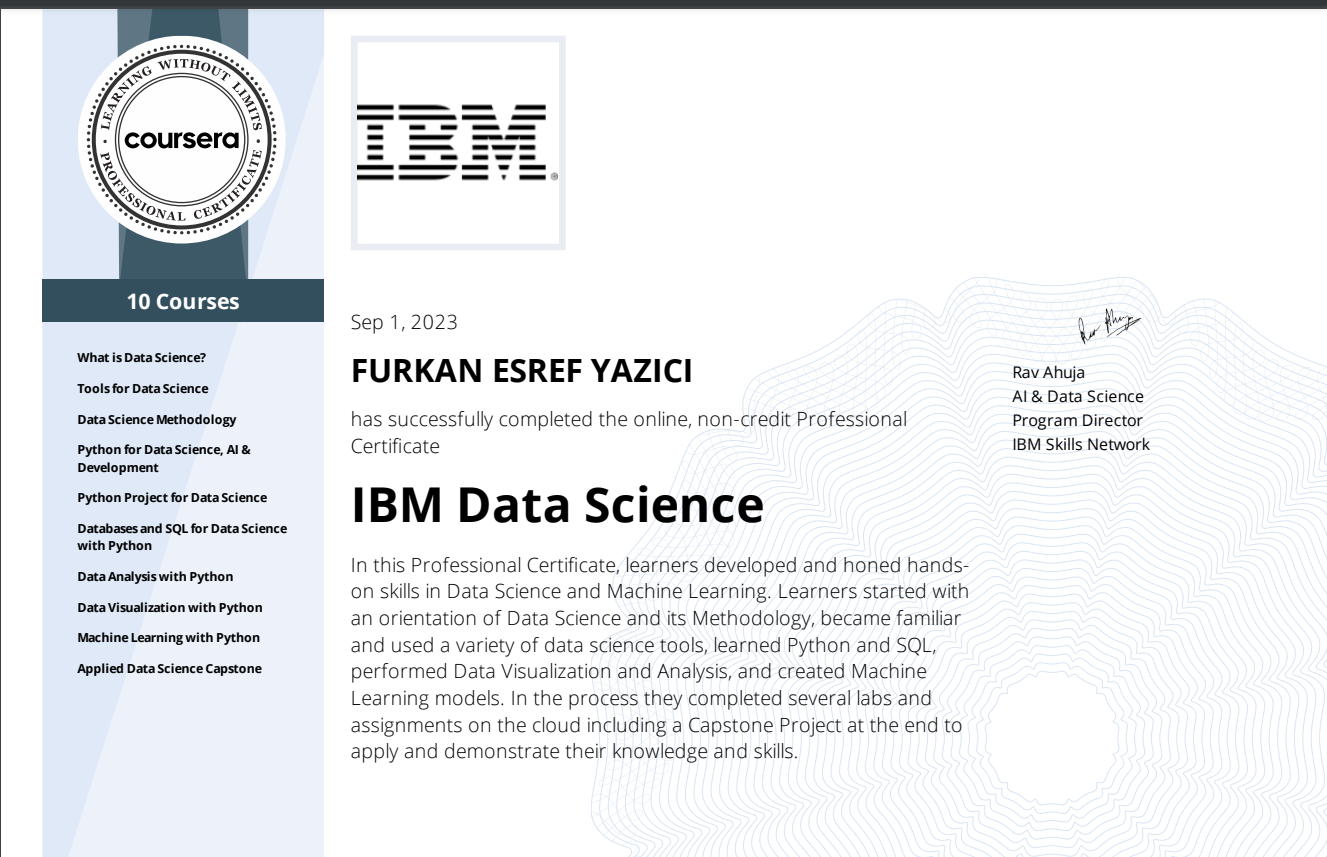 LEARNING WITHOUT LIMITS
coursera
PROFESSIONAL CERTIFICATE
10 Courses
What is Data Science?
Tools for Data Science
Data Science Methodology
Python for Data Science, AI &
Development
Python Project for Data Science
Databases and SQL for Data Science
with Python
Data Analysis with Python
Data Visualization with Python
Machine Learning with Python
Applied Data Science Capstone
IBM®
Sep 1, 2023
FURKAN ESREF YAZICI
has successfully completed the online, non-credit Professional
Certificate
IBM Data Science
In this Professional Certificate, learners developed and honed hands-
on skills in Data Science and Machine Learning. Learners started with
an orientation of Data Science and its Methodology, became familiar
and used a variety of data science tools, learned Python and SQL,
performed Data Visualization and Analysis, and created Machine
Learning models. In the process they completed several labs and
assignments on the cloud including a Capstone Project at the end to
apply and demonstrate their knowledge and skills.
Rav Ahuja
Rav Ahuja
AI & Data Science
Program Director
IBM Skills Network